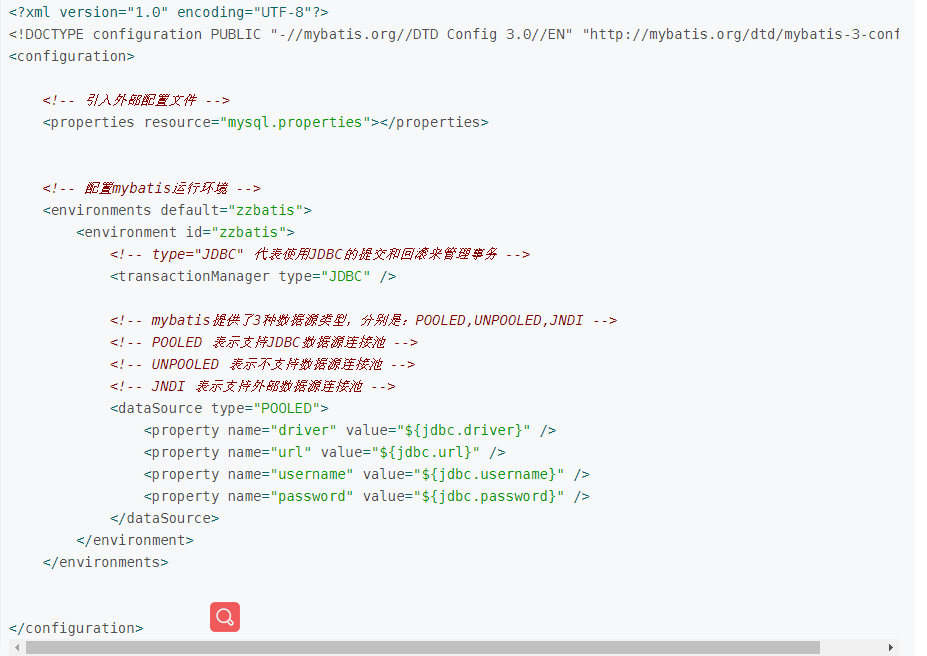 <?xml version="1.0" encoding="UTF-8"?>
<!DOCTYPE configuration PUBLIC "-//mybatis.org//DTD Config 3.0//EN" "http://mybatis.org/dtd/mybatis-3-conf
<configuration>
<!-- 引入外部配置文件 -->
<properties resource="mysql.properties"></properties>
<!-- 配置mybatis运行环境 -->
<environments default="zzbatis">
<environment id="zzbatis">
<!-- type="JDBC" 代表使用JDBC的提交和回滚来管理事务 -->
<transactionManager type="JDBC" />
<!-- mybatis提供了3种数据源类型，分别是：POOLED,UNPOOLED,JNDI -->
<!-- POOLED 表示支持JDBC数据源连接池 -->
<!-- UNPOOLED 表示不支持数据源连接池 -->
<!-- JNDI 表示支持外部数据源连接池 -->
<dataSource type="POOLED">
<property name="driver" value="${jdbc.driver}" />
<property name="url" value="${jdbc.url}" />
<property name="username" value="${jdbc.username}" />
<property name="password" value="${jdbc.password}" />
</dataSource>
</environment>
</environments>
</configuration>